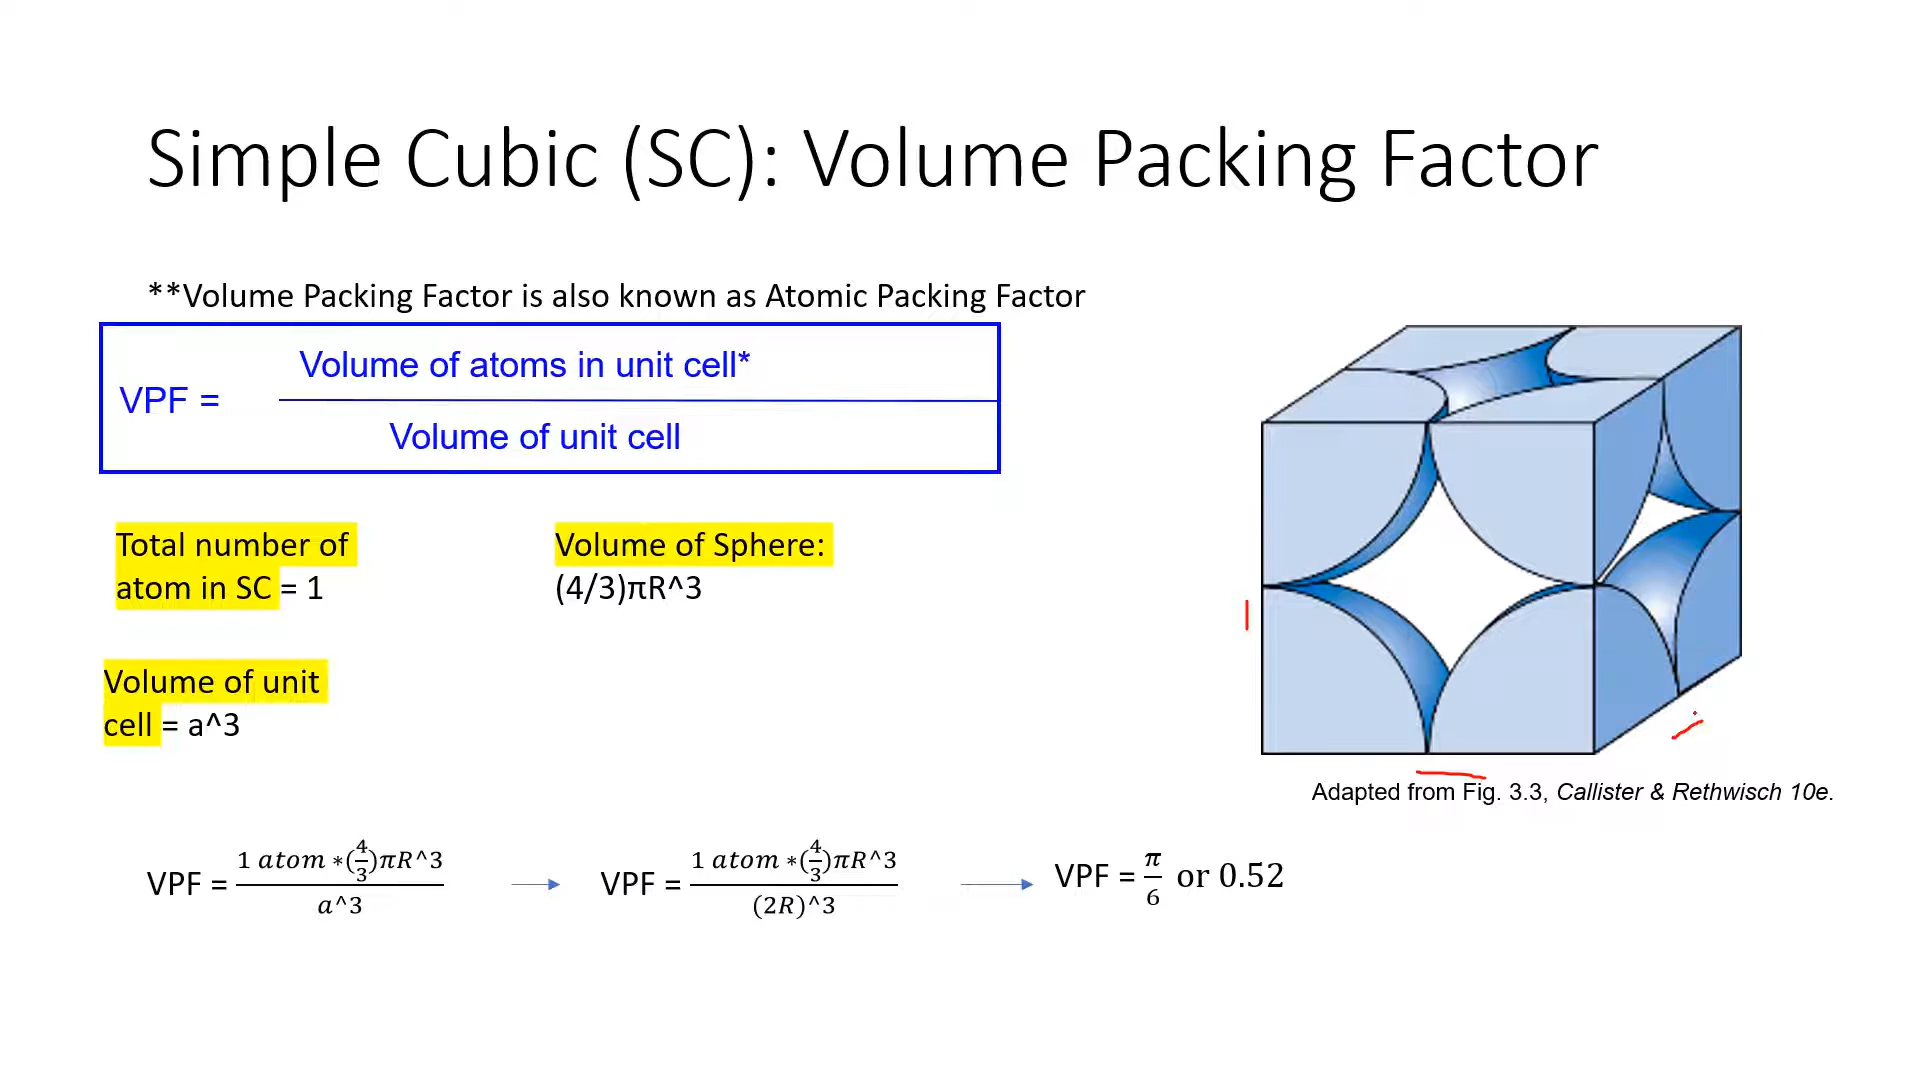 Simple Cubic (SC): Volume Packing Factor
**Volume Packing Factor is also known as Atomic Packing Factor
VPF = Volume of atoms in unit cell*
Volume of unit cell
Total number of
atom in SC = 1
Volume of Sphere:
(4/3)πR^3
Volume of unit
cell = a^3
Adapted from Fig. 3.3, Callister & Rethwisch 10e.
VPF = 1 atom *(4/3)πR^3 / a^3
VPF = 1 atom *(4/3)πR^3 / (2R)^3
VPF = π/6 or 0.52